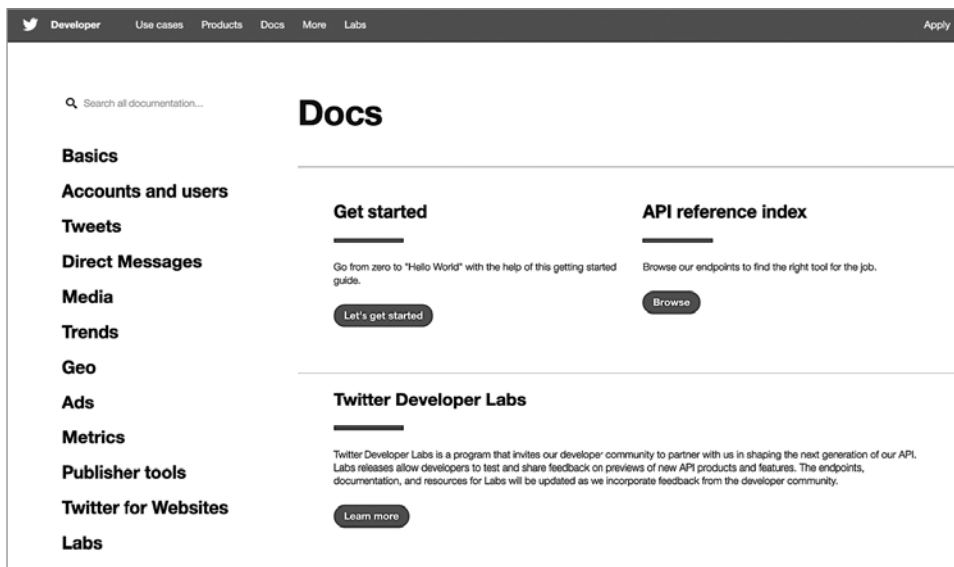 Developer Use cases Products Docs More Labs Apply
Search all documentation...
Basics
Accounts and users
Tweets
Direct Messages
Media
Trends
Geo
Ads
Metrics
Publisher tools
Twitter for Websites
Labs
Docs
Get started
Go from zero to "Hello World" with the help of this getting started
guide.
Let's get started
API reference index
Browse our endpoints to find the right tool for the job.
Browse
Twitter Developer Labs
Twitter Developer Labs is a program that invites our developer community to partner with us in shaping the next generation of our API.
Labs releases allow developers to test and share feedback on previews of new API products and features. The endpoints,
documentation, and resources for Labs will be updated as we incorporate feedback from the developer community.
Learn more